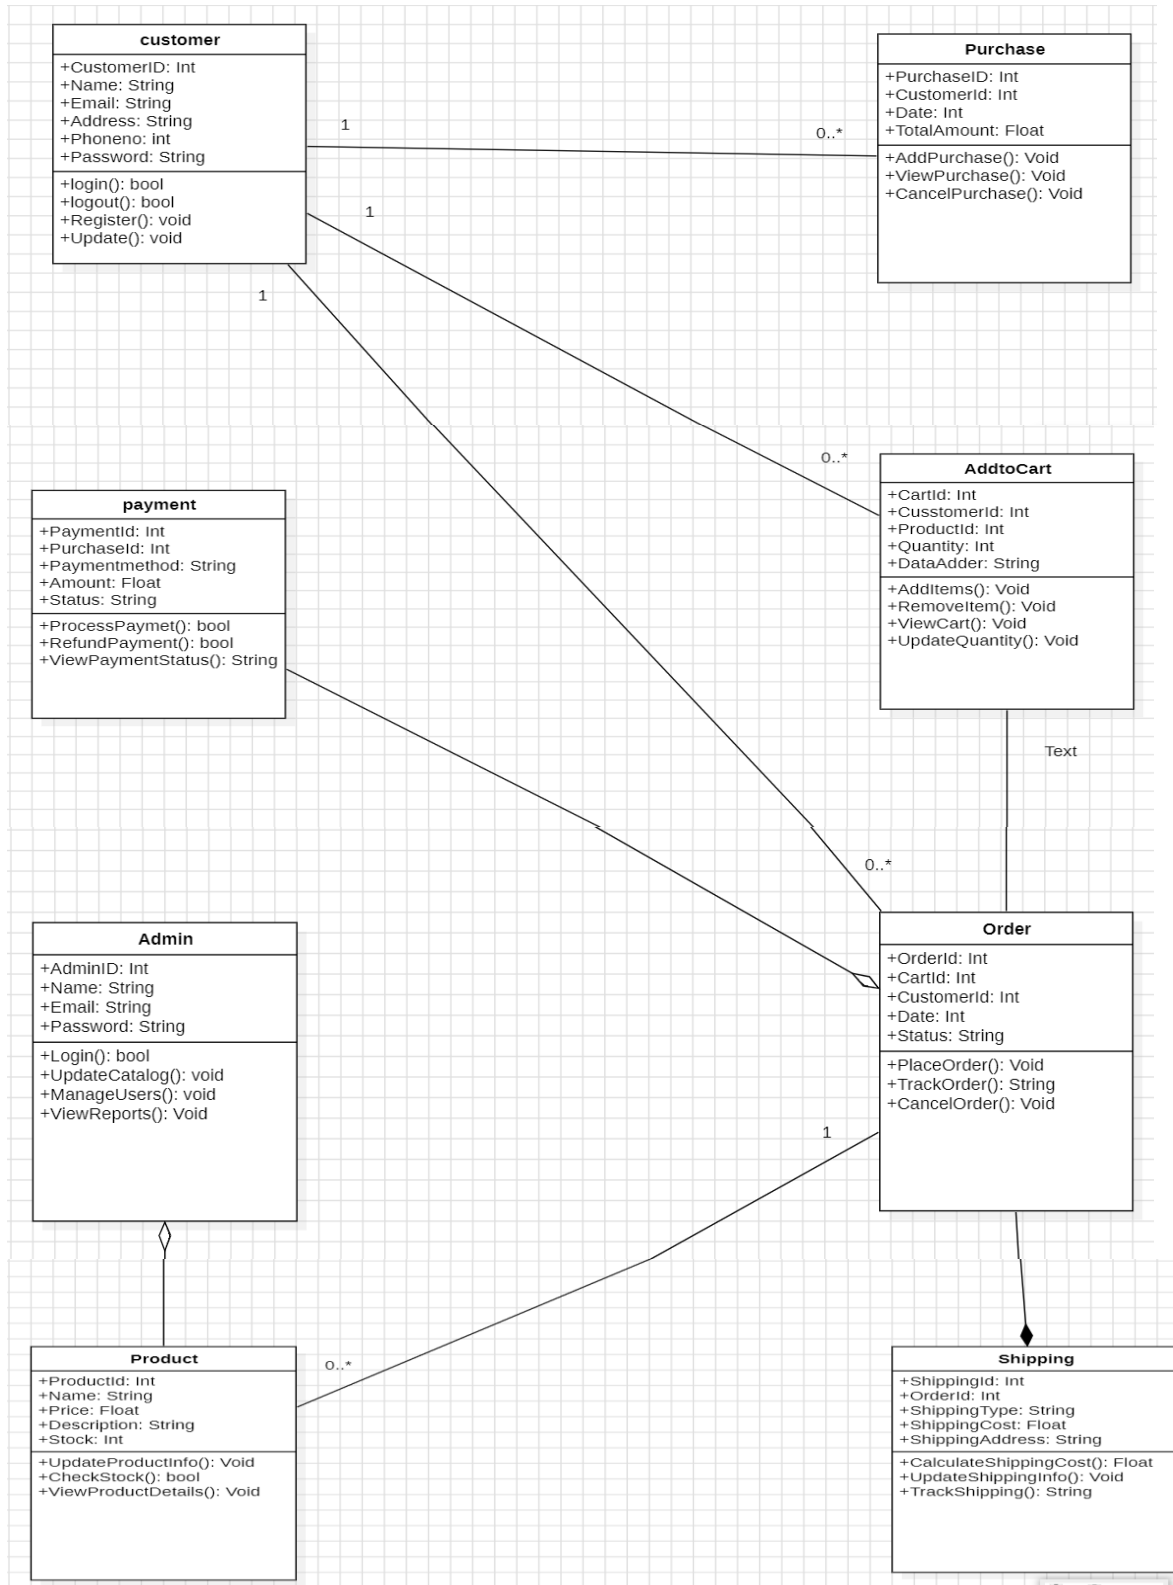 customer
+CustomerID: Int
+Name: String
+Email: String
+Address: String
+Phoneno: int
+Password: String
+login(): bool
+logout(): bool
+Register(): void
+Update(): void
Purchase
+PurchaseID: Int
+CustomerId: Int
+Date: Int
+TotalAmount: Float
+AddPurchase(): Void
+ViewPurchase(): Void
+CancelPurchase(): Void
1
0..*
1
1
0..*
AddtoCart
+CartId: Int
+CusstomerId: Int
+ProductId: Int
+Quantity: Int
+DataAdder: String
+AddItems(): Void
+RemoveItem(): Void
+ViewCart(): Void
+UpdateQuantity(): Void
payment
+PaymentId: Int
+PurchaseId: Int
+Paymentmethod: String
+Amount: Float
+Status: String
+ProcessPaymet(): bool
+RefundPayment(): bool
+ViewPaymentStatus(): String
Text
0..*
Admin
+AdminID: Int
+Name: String
+Email: String
+Password: String
+Login(): bool
+UpdateCatalog(): void
+ManageUsers(): void
+ViewReports(): Void
Order
+OrderId: Int
+CartId: Int
+CustomerId: Int
+Date: Int
+Status: String
+PlaceOrder(): Void
+TrackOrder(): String
+CancelOrder(): Void
1
0..*
Product
+ProductId: Int
+Name: String
+Price: Float
+Description: String
+Stock: Int
+UpdateProductInfo(): Void
+CheckStock(): bool
+ViewProductDetails(): Void
Shipping
+ShippingId: Int
+OrderId: Int
+ShippingType: String
+ShippingCost: Float
+ShippingAddress: String
+CalculateShippingCost(): Float
+UpdateShippingInfo(): Void
+TrackShipping(): String